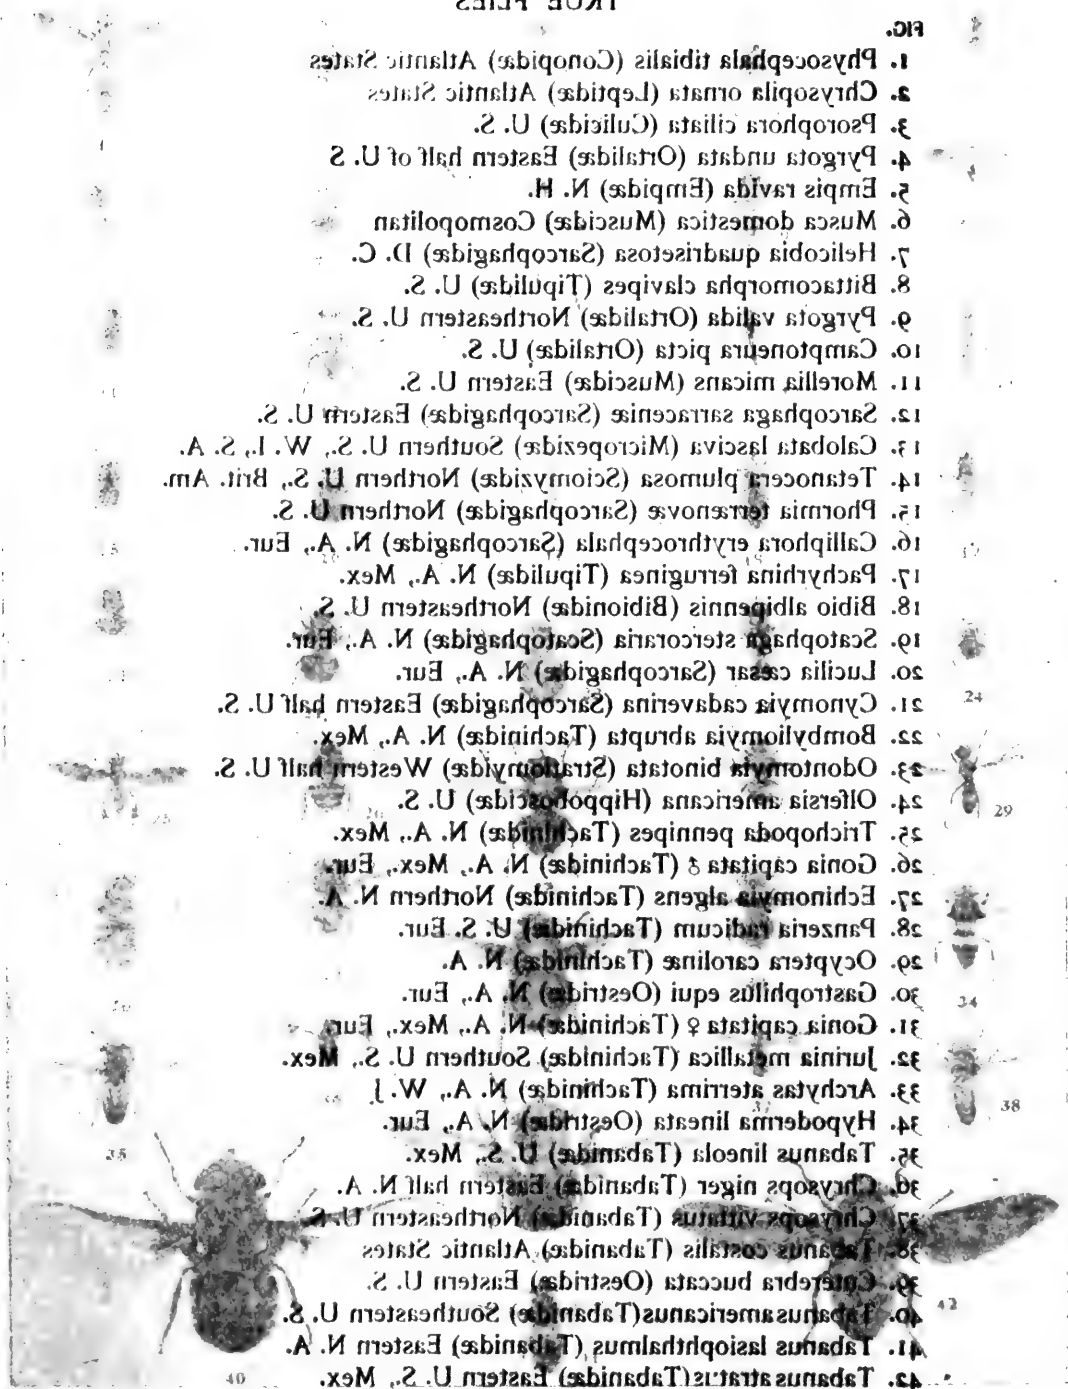 TRUE FLIES
FIG.
1. Physocephala tibialis (Conopidæ) Atlantic States
2. Chrysopila ornata (Leptidæ) Atlantic States
3. Psorophora ciliata (Culicidæ) U. S.
4. Pyrgota undata (Ortalidæ) Eastern half of U. S
5. Empis ravida (Empidæ) N. H.
6. Musca domestica (Muscidæ) Cosmopolitan
7. Helicobia quadrisetosa (Sarcophagidæ) D. C.
8. Bittacomorpha clavipes (Tipulidæ) U. S.
9. Pyrgota valida (Ortalidæ) Northeastern U. S.
10. Camptoneura picta (Ortalidæ) U. S.
11. Morellia micans (Muscidæ) Eastern U. S.
12. Sarcophaga sarraceniæ (Sarcophagidæ) Eastern U. S.
13. Calobata lasciva (Micropezidæ) Southern U. S., W. I., S. A.
14. Tetanocera plumosa (Sciomyzidæ) Northern U. S., Brit. Am.
15. Phormia terrænovæ (Sarcophagidæ) Northern U. S.
16. Calliphora erythrocephala (Sarcophagidæ) N. A., Eur.
17. Pachyrhina ferruginea (Tipulidæ) N. A., Mex.
18. Bibio albipennis (Bibionidæ) Northeastern U. S.
19. Scatophaga stercoraria (Scatophagidæ) N. A., Eur.
20. Lucilia cæsar (Sarcophagidæ) N. A., Eur.
21. Cynomyia cadaverina (Sarcophagidæ) Eastern half U. S.
22. Bombyliomyia abrupta (Tachinidæ) N. A., Mex.
23. Odontomyia binotata (Stratiomyidæ) Western half U. S.
24. Olfersia americana (Hippoboscidæ) U. S.
25. Trichopoda pennipes (Tachinidæ) N. A., Mex.
26. Gonia capitata ♂ (Tachinidæ) N. A., Mex., Eur.
27. Echinomyia algens (Tachinidæ) Northern N. A.
28. Panzeria radicum (Tachinidæ) U. S. Eur.
29. Ocyptera carolinæ (Tachinidæ) N. A.
30. Gastrophilus equi (Oestridæ) N. A., Eur.
31. Gonia capitata ♀ (Tachinidæ) N. A., Mex., Eur.
32. Jurinia metallica (Tachinidæ) Southern U. S., Mex.
33. Archytas aterrima (Tachinidæ) N. A., W. I
34. Hypoderma lineata (Oestridæ) N. A., Eur.
35. Tabanus lineola (Tabanidæ) U. S., Mex.
36. Chrysops niger (Tabanidæ) Eastern half N. A.
37. Chrysops vittatus (Tabanidæ) Northeastern U. S
38. Tabanus costalis (Tabanidæ) Atlantic States
39. Cuterebra buccata (Oestridæ) Eastern U. S.
40. Tabanus americanus (Tabanidæ) Southeastern U. S.
41. Tabanus lasiophthalmus (Tabanidæ) Eastern N. A.
42. Tabanus atratus (Tabanidæ) Eastern U. S., Mex.
24
29
34
38
35
42
40